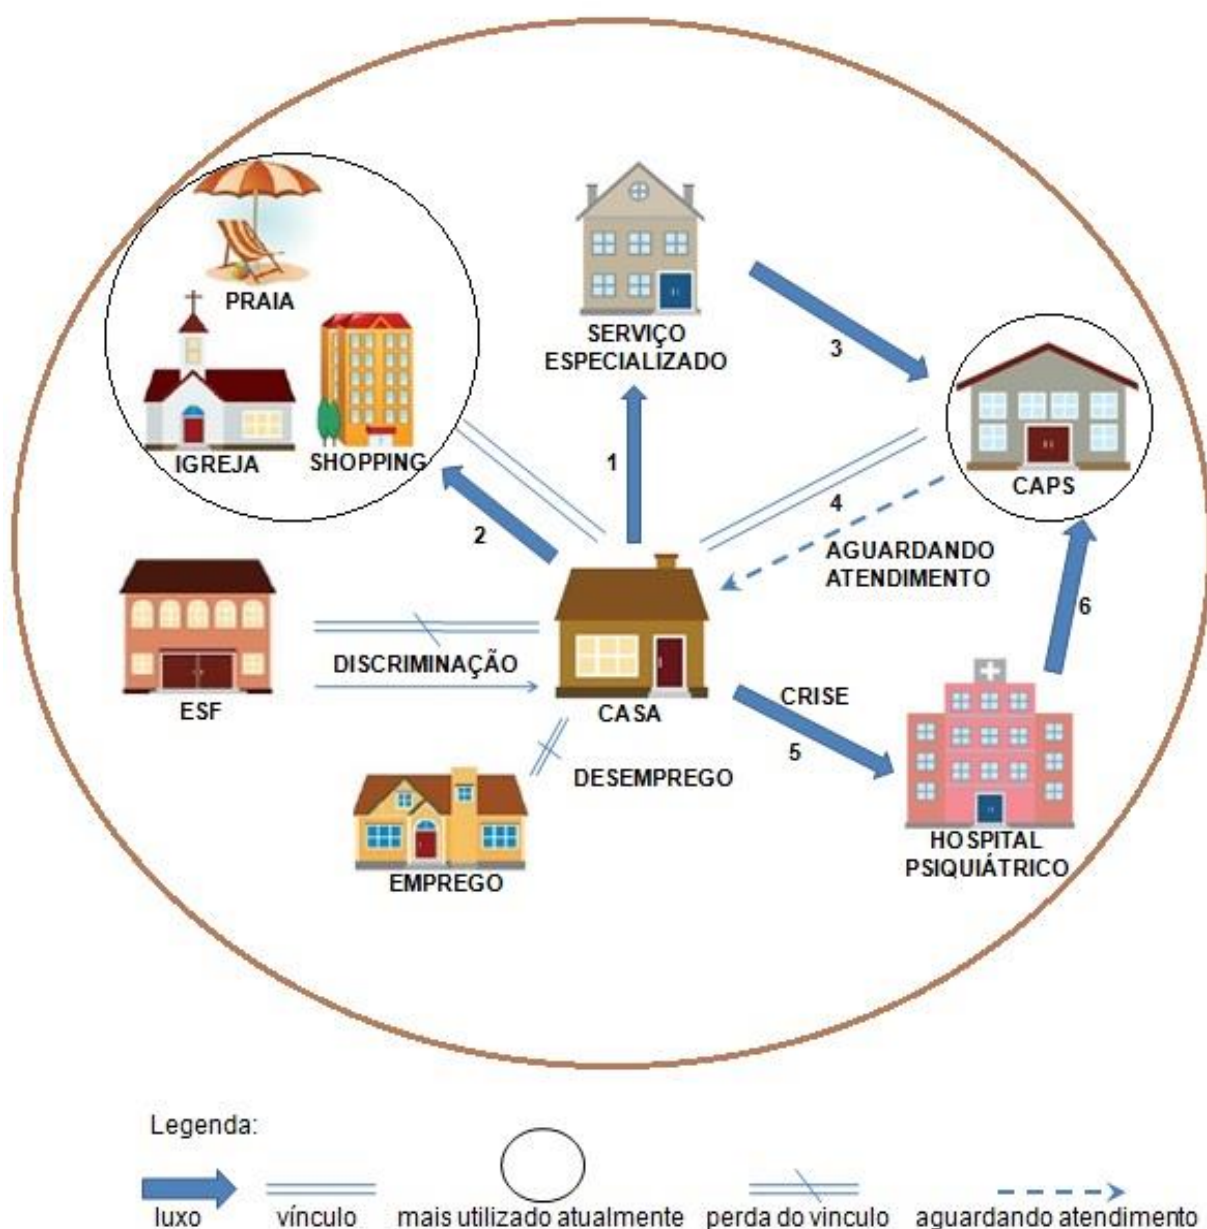 PRAIA
IGREJA
SHOPPING
SERVIÇO
ESPECIALIZADO
3
CAPS
1
2
4
AGUARDANDO
ATENDIMENTO
ESF
DISCRIMINAÇÃO
CASA
6
CRISE
5
DESEMPREGO
EMPREGO
HOSPITAL
PSIQUIÁTRICO
Legenda:
luxo
vínculo
mais utilizado atualmente
perda do vinculo
aguardando atendimento